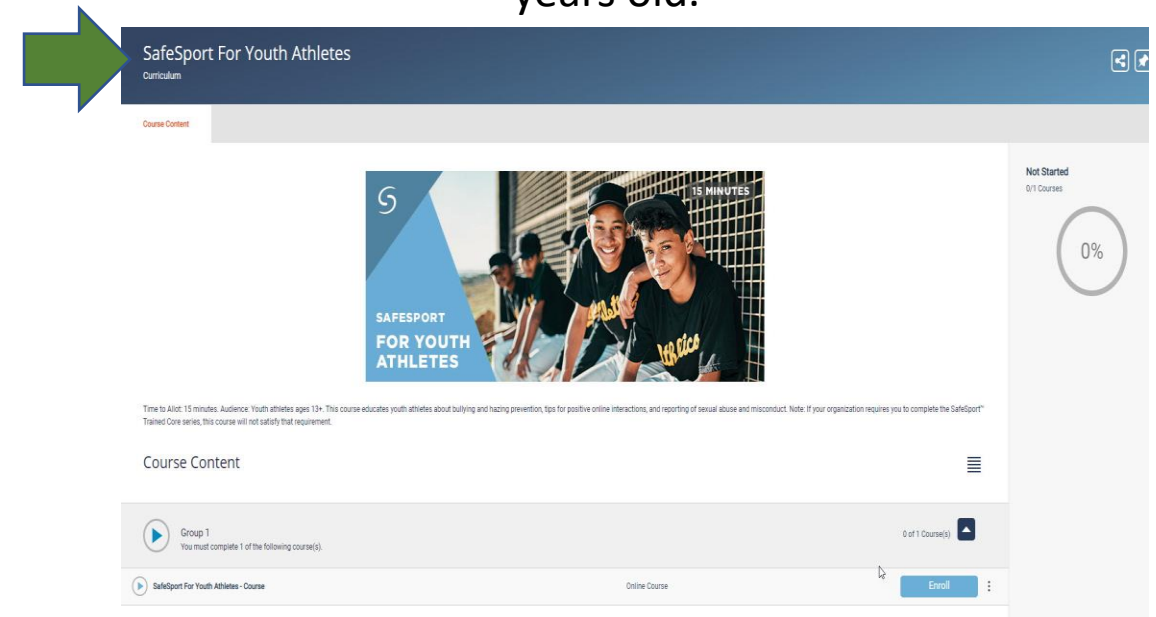 years old.
SafeSport For Youth Athletes
Curriculum
Course Content
Not Started
0/1 Courses
0%
15 MINUTES
SAFESPORT
FOR YOUTH
ATHLETES
Athletico
Time to Allot: 15 minutes. Audience: Youth athletes ages 13+. This course educates youth athletes about bullying and hazing prevention, tips for positive online interactions, and reporting of sexual abuse and misconduct. Note: If your organization requires you to complete the SafeSport™
Trained Core series, this course will not satisfy that requirement.
Course Content
Group 1
You must complete 1 of the following course(s).
0 of 1 Course(s)
SafeSport For Youth Athletes - Course
Online Course
Enroll